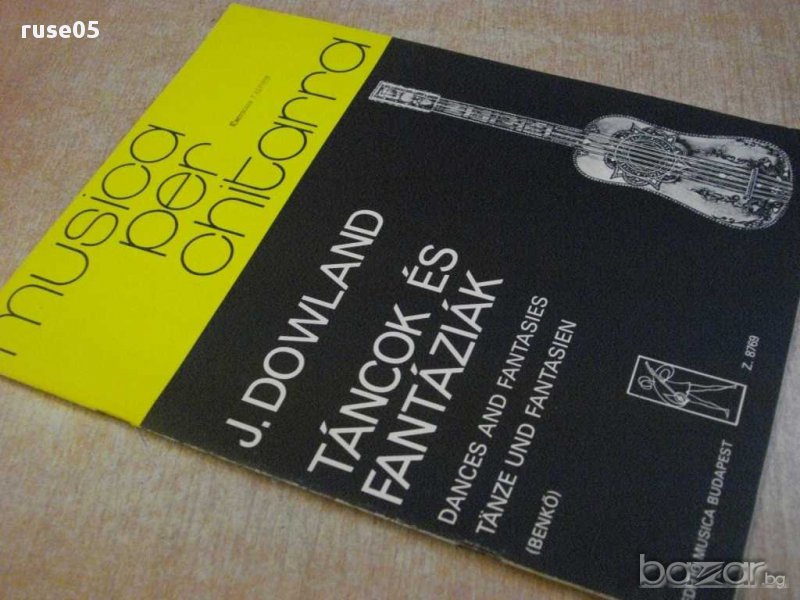 ruse05
musica
per
chitarra
J. DOWLAND
TÁNCOK ÉS
FANTÁZIÁK
DANCES AND FANTASIES
TÄNZE UND FANTASIEN
(BENKŐ)
Z. 8769
MUSICA BUDAPEST
bazar.bg